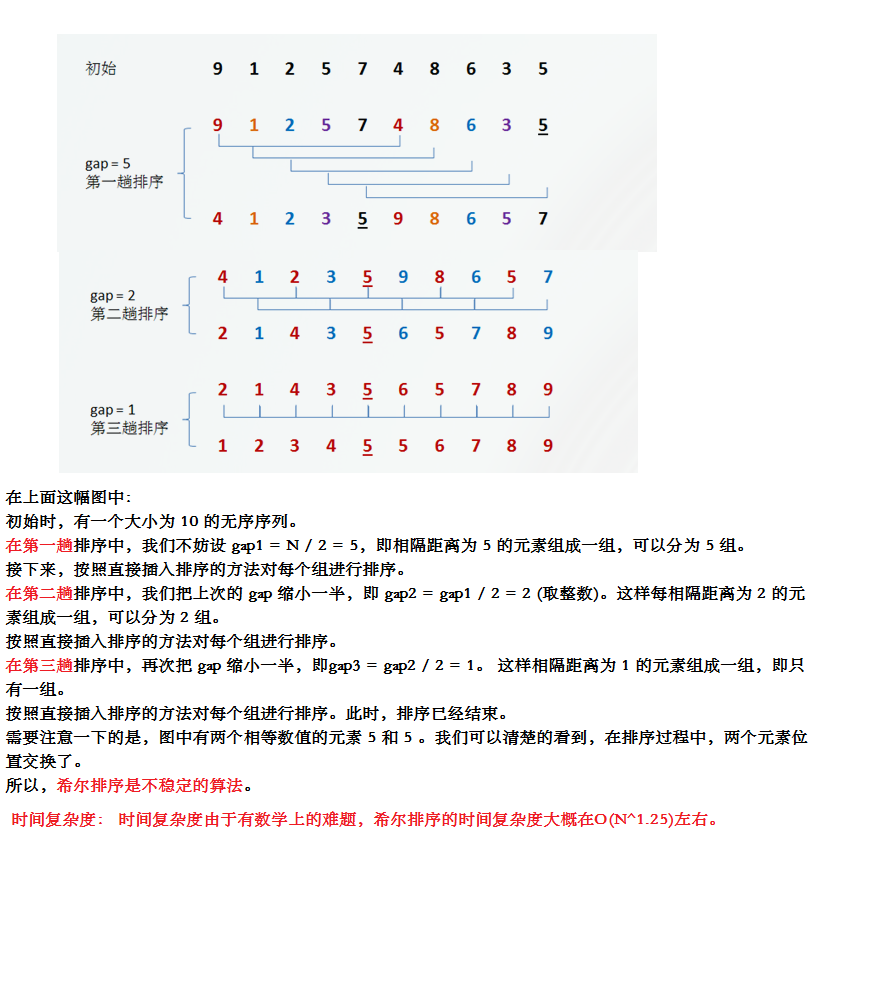 初始 9 1 2 5 7 4 8 6 3 5
9 1 2 5 7 4 8 6 3 5
gap = 5
第一趟排序
4 1 2 3 5 9 8 6 5 7
4 1 2 3 5 9 8 6 5 7
gap = 2
第二趟排序
2 1 4 3 5 6 5 7 8 9
2 1 4 3 5 6 5 7 8 9
gap = 1
第三趟排序
1 2 3 4 5 5 6 7 8 9
在上面这幅图中：
初始时，有一个大小为 10 的无序序列。
在第一趟排序中，我们不妨设 gap1 = N / 2 = 5，即相隔距离为 5 的元素组成一组，可以分为 5 组。
接下来，按照直接插入排序的方法对每个组进行排序。
在第二趟排序中，我们把上次的 gap 缩小一半，即 gap2 = gap1 / 2 = 2 (取整数)。这样每相隔距离为 2 的元
素组成一组，可以分为 2 组。
按照直接插入排序的方法对每个组进行排序。
在第三趟排序中，再次把 gap 缩小一半，即gap3 = gap2 / 2 = 1。 这样相隔距离为 1 的元素组成一组，即只
有一组。
按照直接插入排序的方法对每个组进行排序。此时，排序已经结束。
需要注意一下的是，图中有两个相等数值的元素 5 和 5 。我们可以清楚的看到，在排序过程中，两个元素位
置交换了。
所以，希尔排序是不稳定的算法。
时间复杂度： 时间复杂度由于有数学上的难题，希尔排序的时间复杂度大概在O(N^1.25)左右。